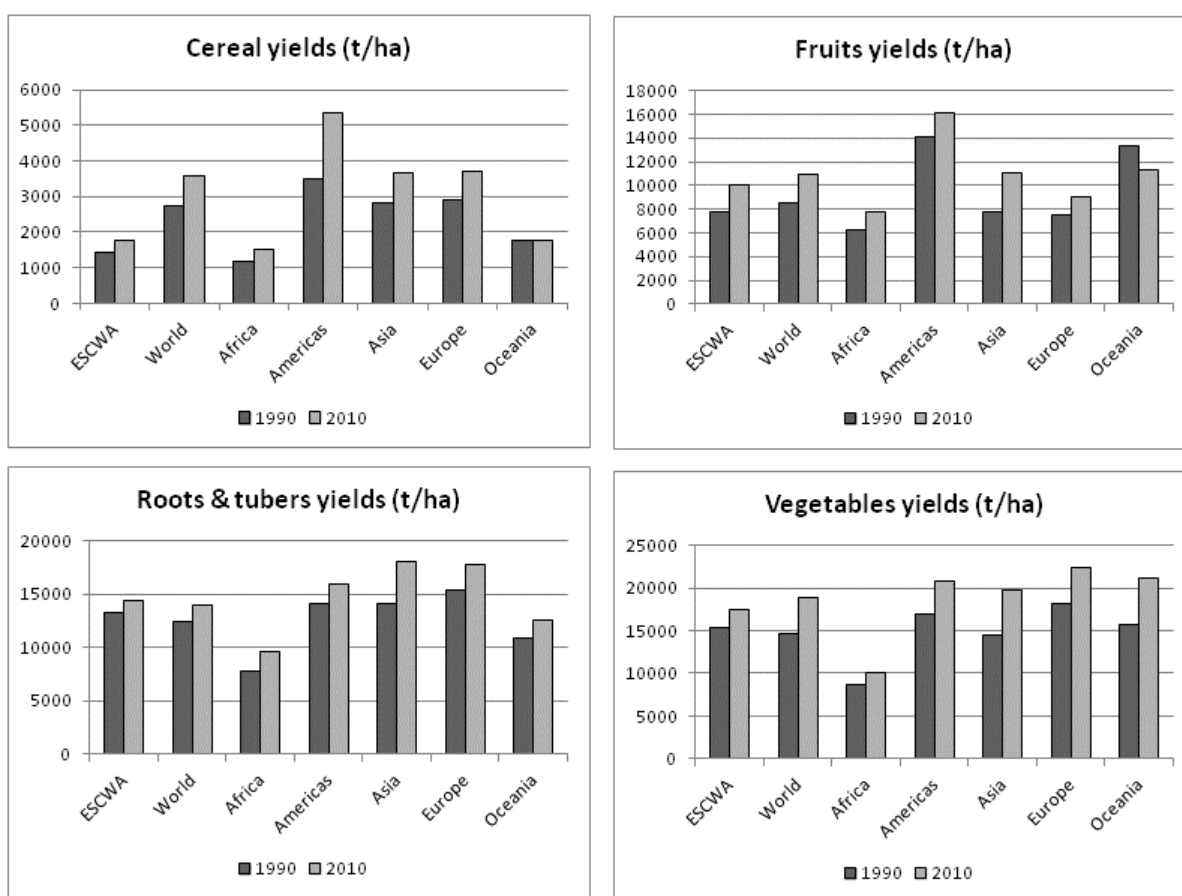 Cereal yields (t/ha)
6000
5000
4000
3000
2000
1000
0
ESCWA
World
Africa
Americas
Asia
Europe
Oceania
1990 2010
Fruits yields (t/ha)
18000
16000
14000
12000
10000
8000
6000
4000
2000
0
ESCWA
World
Africa
Americas
Asia
Europe
Oceania
1990 2010
Roots & tubers yields (t/ha)
20000
15000
10000
5000
0
ESCWA
World
Africa
Americas
Asia
Europe
Oceania
1990 2010
Vegetables yields (t/ha)
25000
20000
15000
10000
5000
0
ESCWA
World
Africa
Americas
Asia
Europe
Oceania
1990 2010